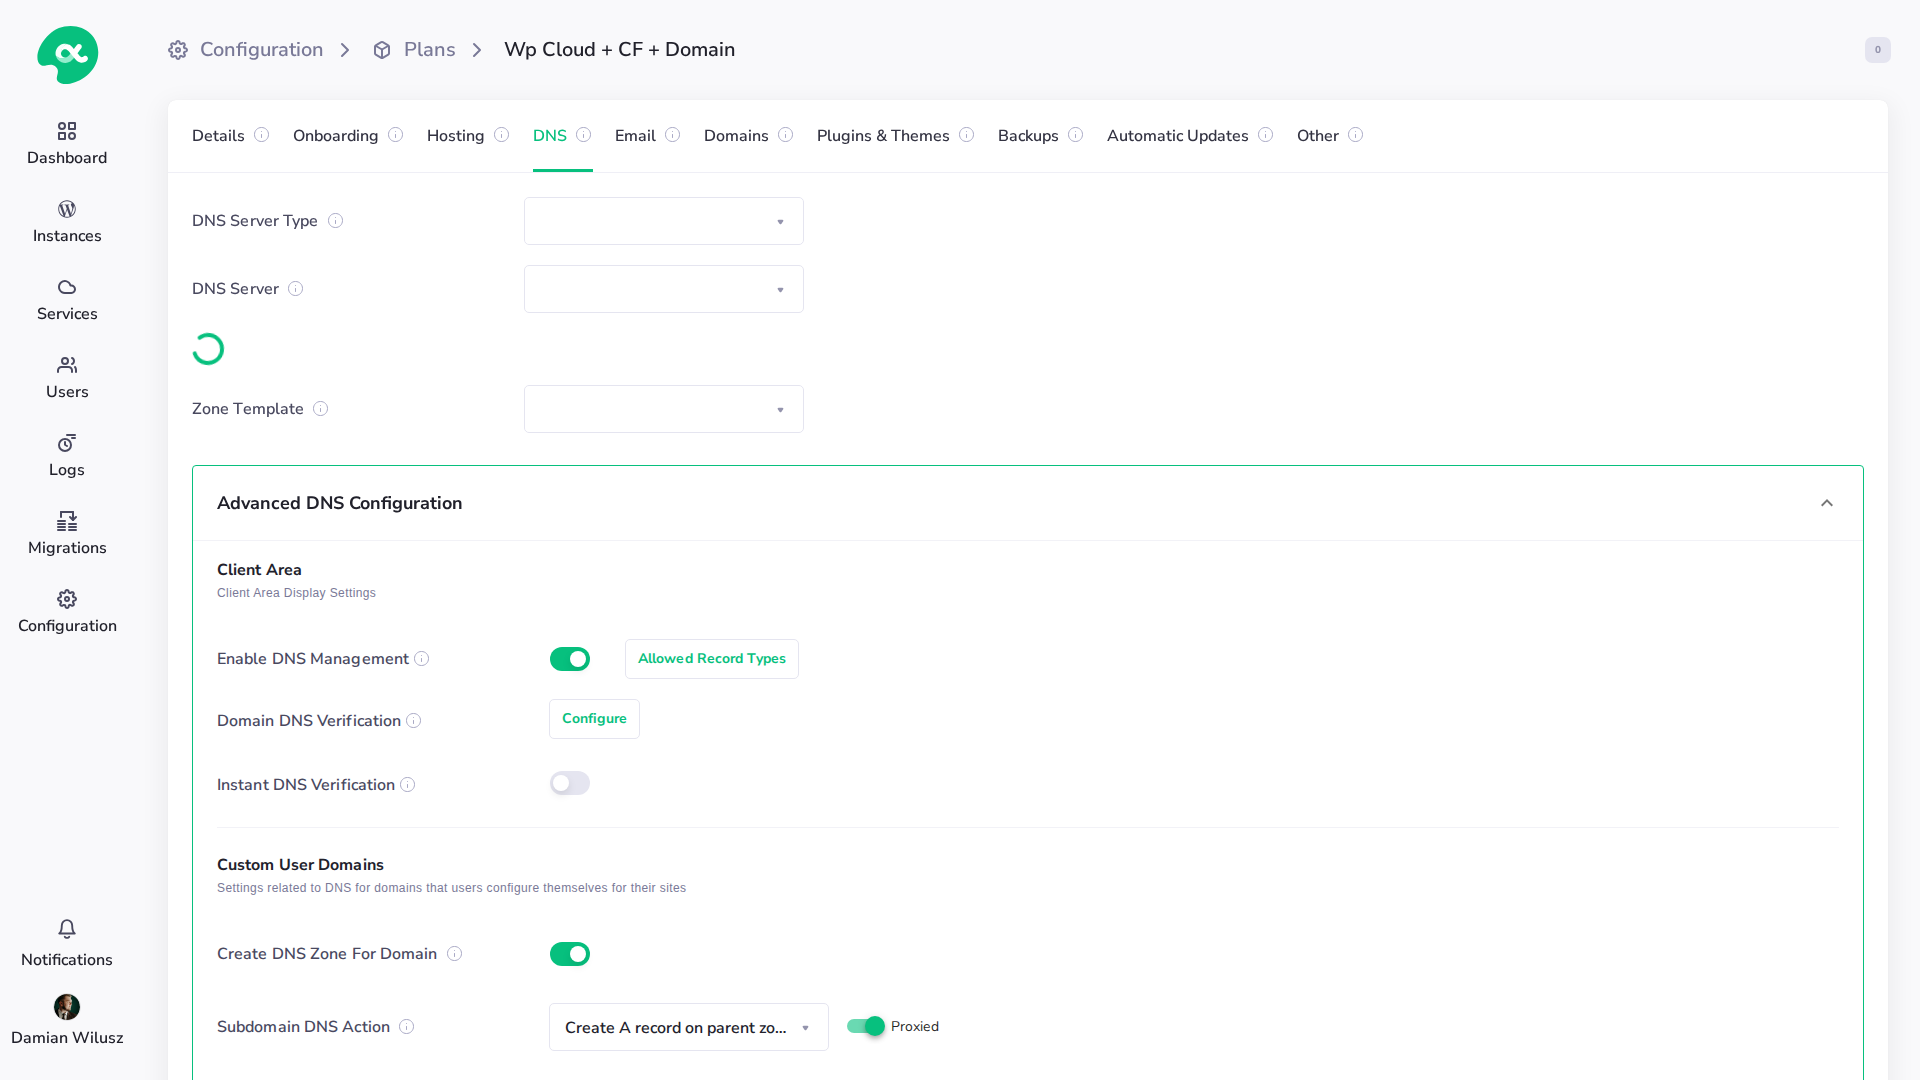 Configuration
Plans
Wp Cloud + CF + Domain
0
Dashboard
Instances
Services
Users
Logs
Migrations
Configuration
Notifications
Damian Wilusz
Details
Onboarding
Hosting
DNS
Email
Domains
Plugins & Themes
Backups
Automatic Updates
Other
DNS Server Type
DNS Server
Zone Template
Advanced DNS Configuration
Client Area
Client Area Display Settings
Enable DNS Management
Allowed Record Types
Domain DNS Verification
Configure
Instant DNS Verification
Custom User Domains
Settings related to DNS for domains that users configure themselves for their sites
Create DNS Zone For Domain
Subdomain DNS Action
Create A record on parent zo...
Proxied